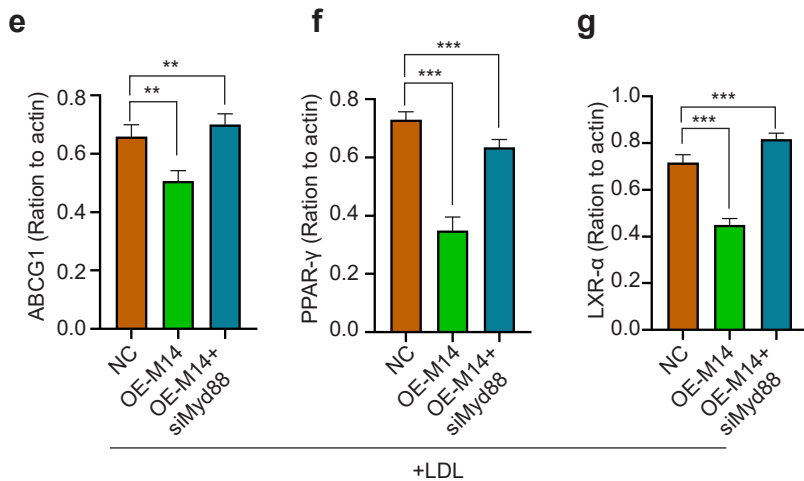 e
**
**
ABCG1 (Ration to actin)
0.8
0.6
0.4
0.2
0.0
NC
OE-M14
OE-M14+
siMyd88
f
***
***
PPAR-γ (Ration to actin)
0.8
0.6
0.4
0.2
0.0
NC
OE-M14
OE-M14+
siMyd88
g
***
***
LXR-α (Ration to actin)
1.0
0.8
0.6
0.4
0.2
0.0
NC
OE-M14
OE-M14+
siMyd88
+LDL